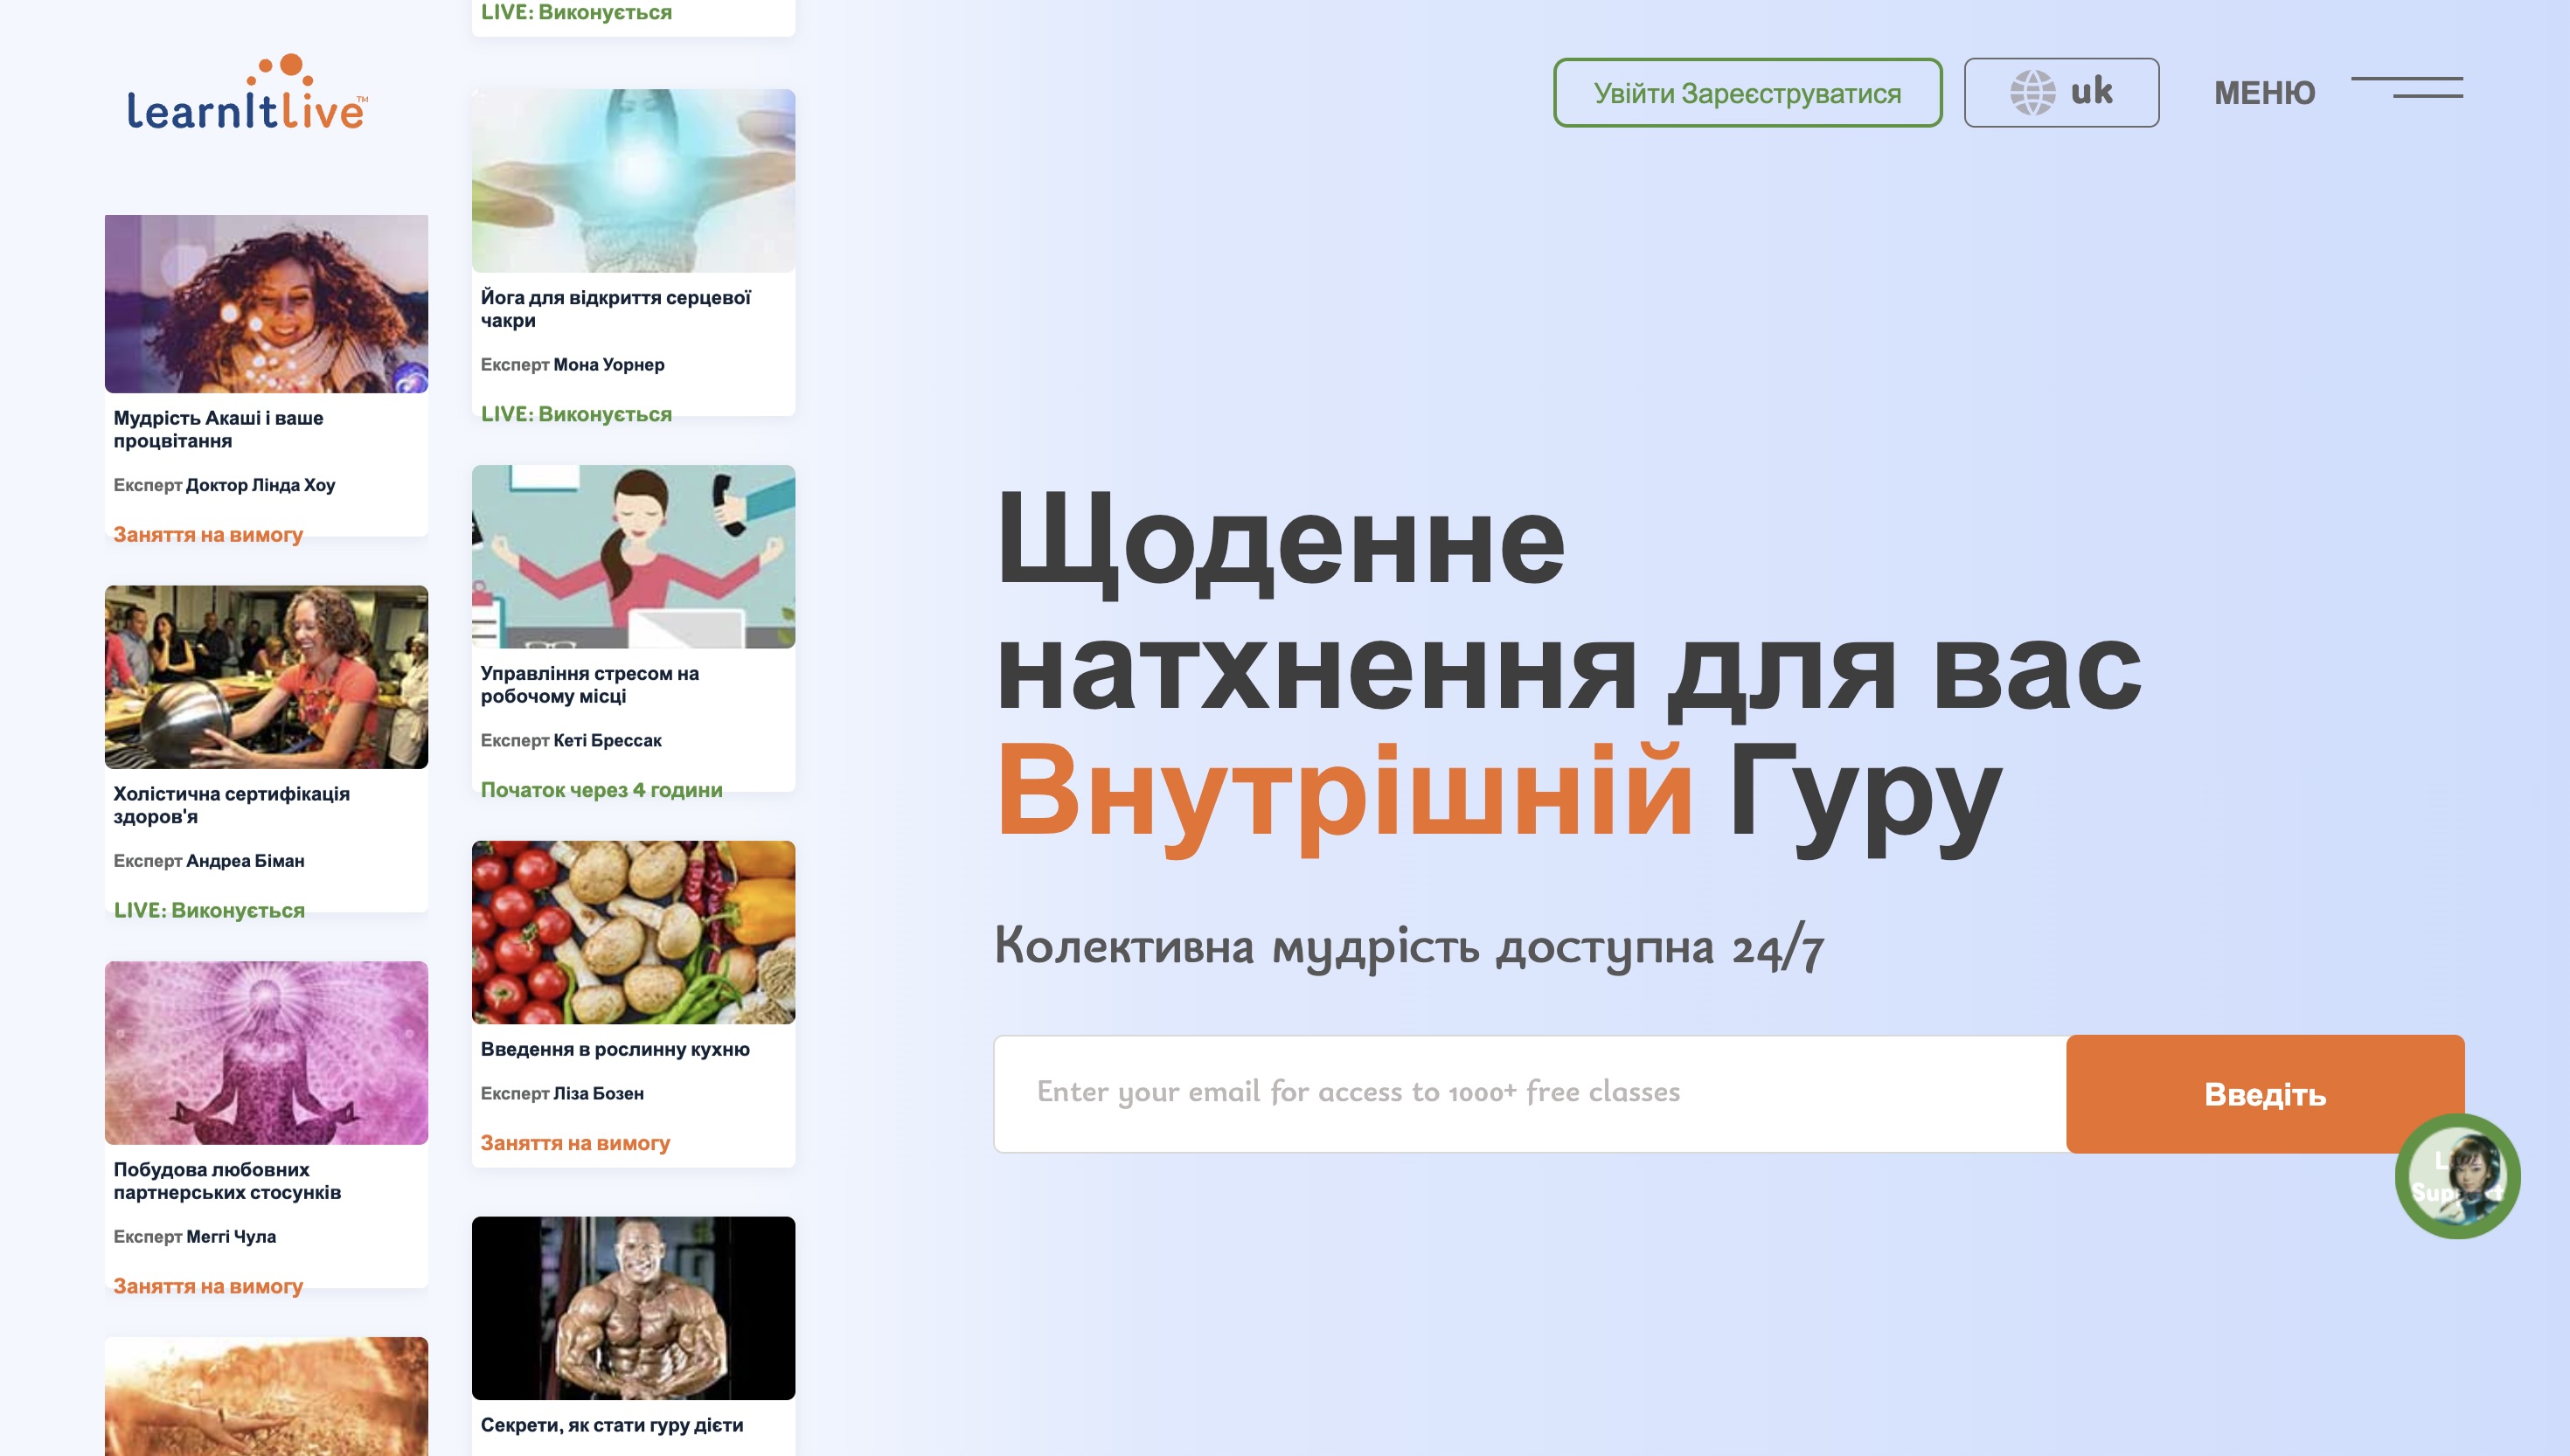 learnItlive™
Увійти Зареєструватися
uk
МЕНЮ
Мудрість Акаші і ваше
процвітання
Експерт Доктор Лінда Хоу
Заняття на вимогу
Холістична сертифікація
здоров'я
Експерт Андреа Біман
LIVE: Виконується
Побудова любовних
партнерських стосунків
Експерт Меггі Чула
Заняття на вимогу
LIVE: Виконується
Йога для відкриття серцевої
чакри
Експерт Мона Уорнер
LIVE: Виконується
Управління стресом на
робочому місці
Експерт Кеті Брессак
Початок через 4 години
Введення в рослинну кухню
Експерт Ліза Бозен
Заняття на вимогу
Секрети, як стати гуру дієти
Щоденне
натхнення для вас
Внутрішній Гуру
Колективна мудрість доступна 24/7
Enter your email for access to 1000+ free classes
Введіть